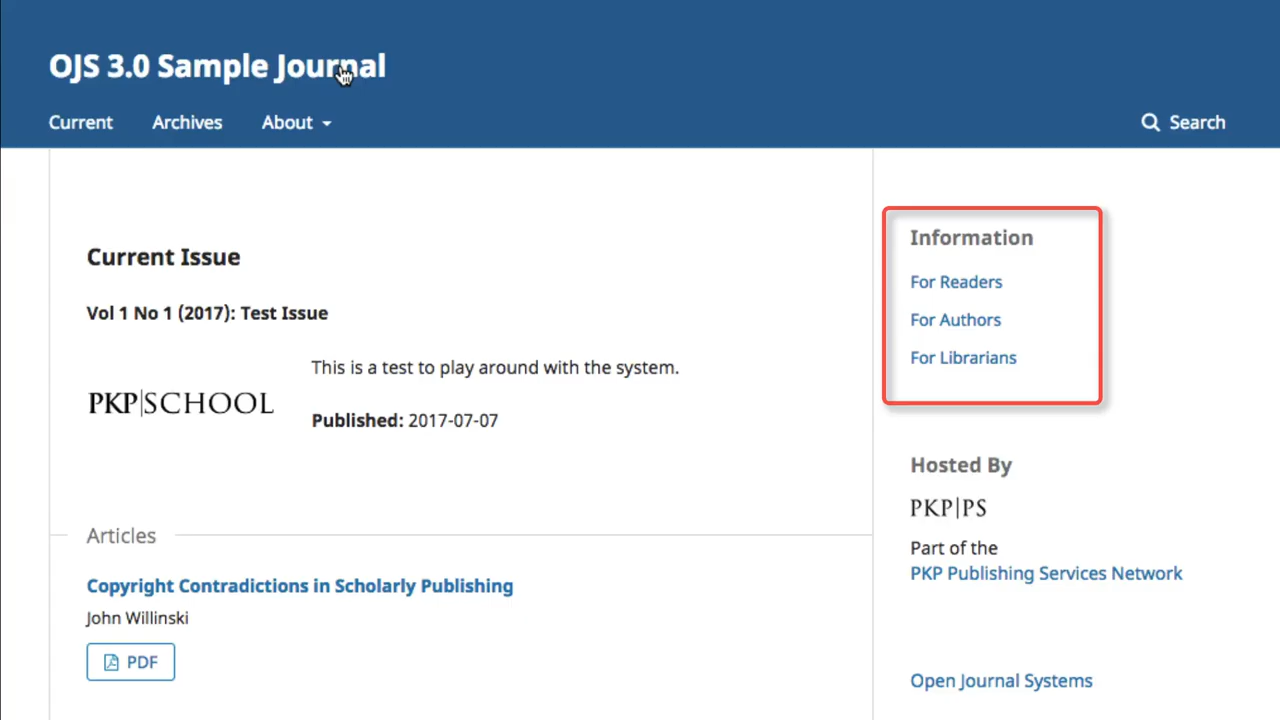 OJS 3.0 Sample Journal
Current Archives About Search
Current Issue
Vol 1 No 1 (2017): Test Issue
PKP|SCHOOL
This is a test to play around with the system.
Published: 2017-07-07
Articles
Copyright Contradictions in Scholarly Publishing
John Willinski
PDF
Information
For Readers
For Authors
For Librarians
Hosted By
PKP|PS
Part of the
PKP Publishing Services Network
Open Journal Systems